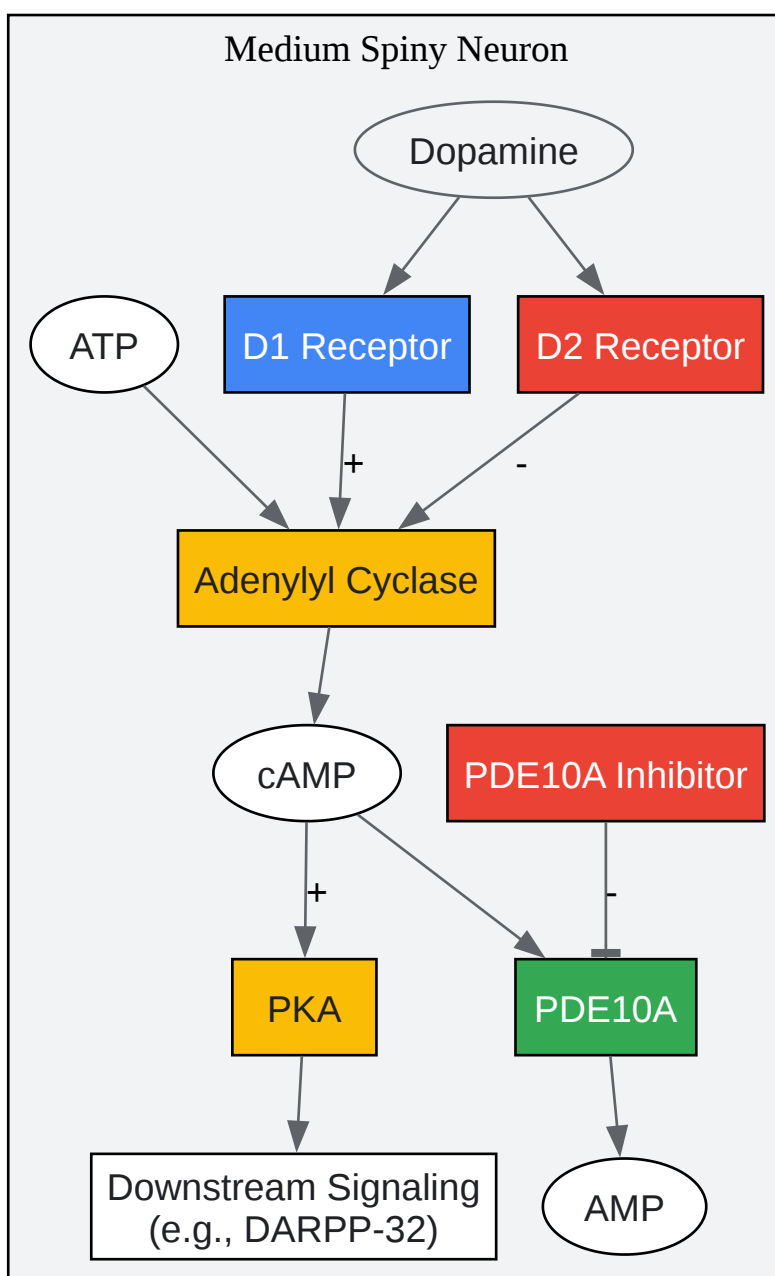 Medium Spiny Neuron
Dopamine
ATP
D1 Receptor
D2 Receptor
+
-
Adenylyl Cyclase
cAMP
PDE10A Inhibitor
+
-
PKA
PDE10A
Downstream Signaling
(e.g., DARPP-32)
AMP